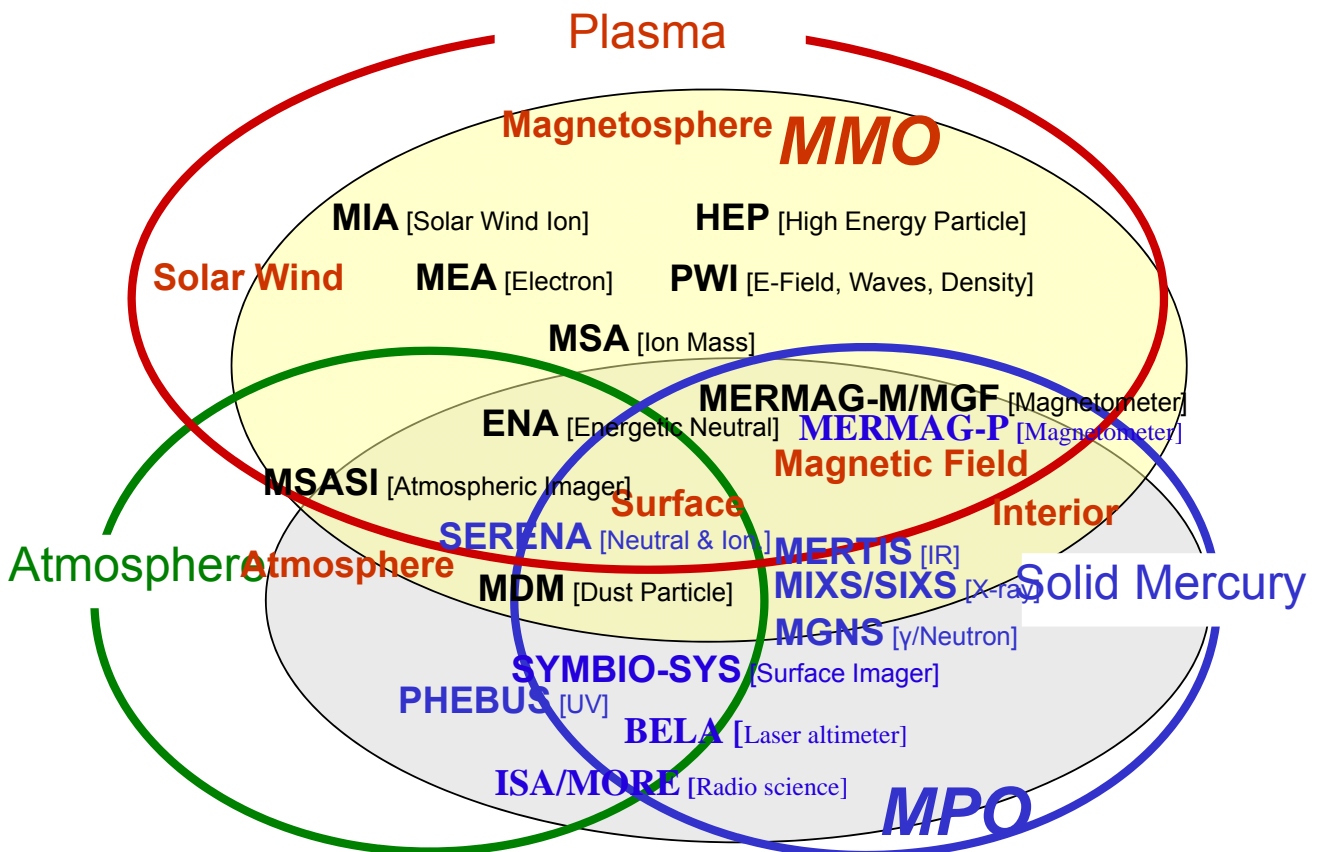 Plasma
Magnetosphere MMO
MIA [Solar Wind Ion] HEP [High Energy Particle]
Solar Wind MEA [Electron] PWI [E-Field, Waves, Density]
MSA [Ion Mass]
MERMAG-M/MGF [Magnetometer]
ENA [Energetic Neutral] MERMAG-P [Magnetometer]
Magnetic Field
MSASI [Atmospheric Imager]
Surface Interior
SERENA [Neutral & Ion ] MERTIS [IR]
Atmosphere Atmosphere
MDM [Dust Particle] MIXS/SIXS [X-ray] Solid Mercury
MGNS [γ/Neutron]
SYMBIO-SYS [Surface Imager]
PHEBUS [UV]
BELA [Laser altimeter]
ISA/MORE [Radio science] MPO